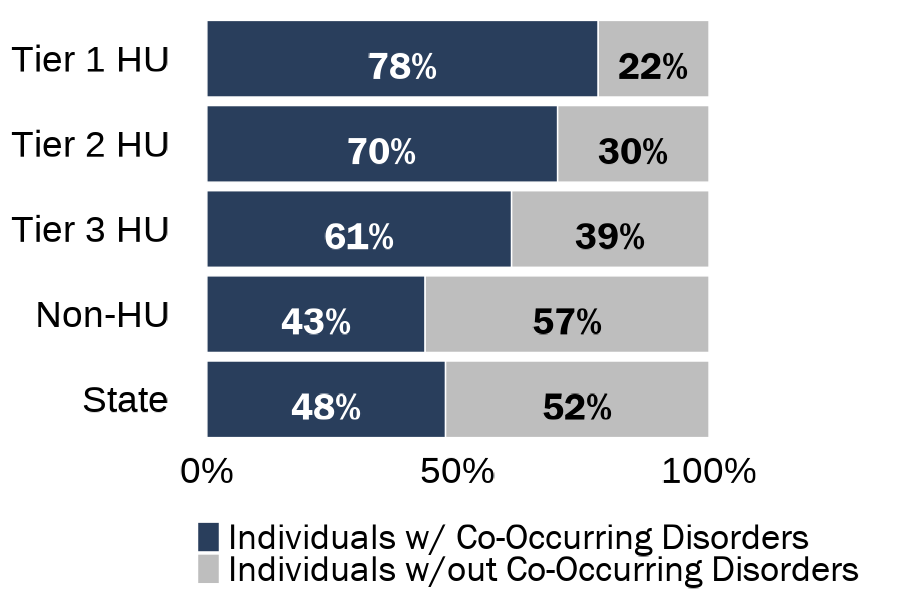 Tier 1 HU 78% 22%
Tier 2 HU 70% 30%
Tier 3 HU 61% 39%
Non-HU 43% 57%
State 48% 52%
0% 50% 100%
Individuals w/ Co-Occurring Disorders
Individuals w/out Co-Occurring Disorders